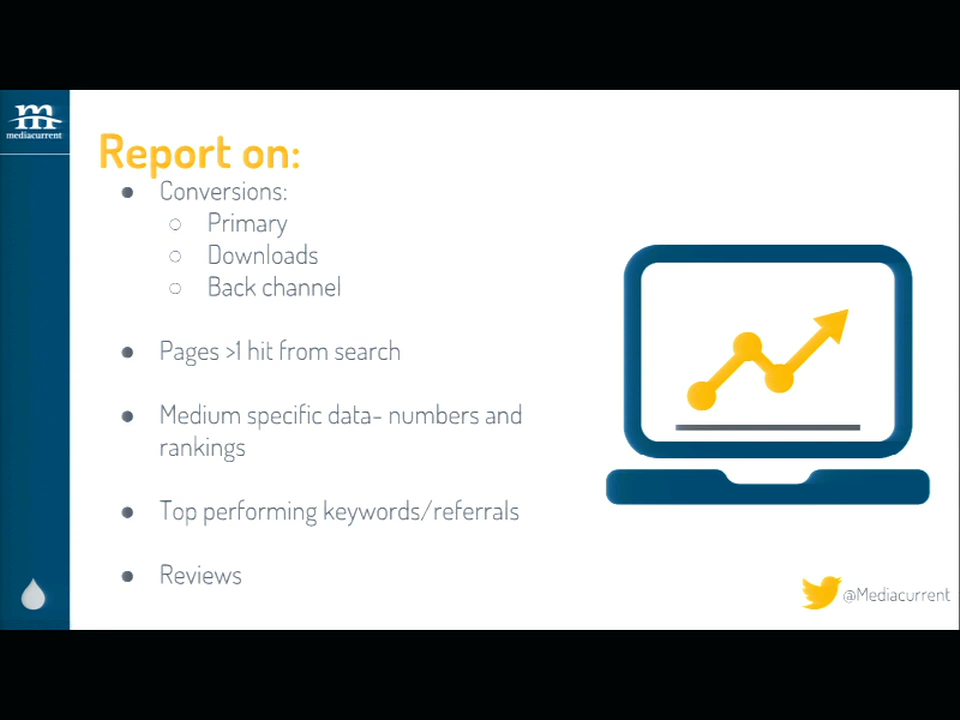 m
mediacurrent
Report on:
● Conversions:
○ Primary
○ Downloads
○ Back channel
● Pages >1 hit from search
● Medium specific data- numbers and
rankings
● Top performing keywords/referrals
● Reviews
@Mediacurrent